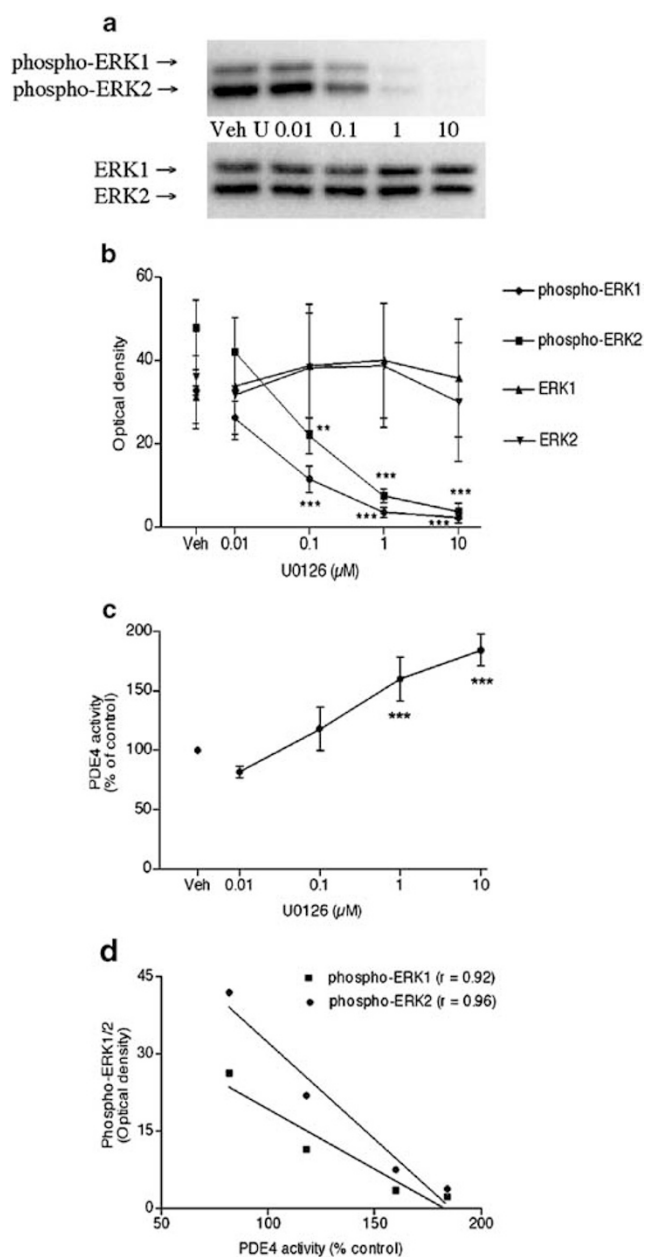 a
phospho-ERK1 →
phospho-ERK2 →
Veh U 0.01 0.1 1 10
ERK1 →
ERK2 →
b
60
40
20
0
Optical density
** 
***
***
***
***
***
Veh 0.01 0.1 1 10
U0126 (µM)
phospho-ERK1
phospho-ERK2
ERK1
ERK2
c
200
150
100
50
0
PDE4 activity
(% of control)
***
***
Veh 0.01 0.1 1 10
U0126 (µM)
d
45
30
15
0
Phospho-ERK1/2
(Optical density)
phospho-ERK1 (r = 0.92)
phospho-ERK2 (r = 0.96)
50 100 150 200
PDE4 activity (% control)